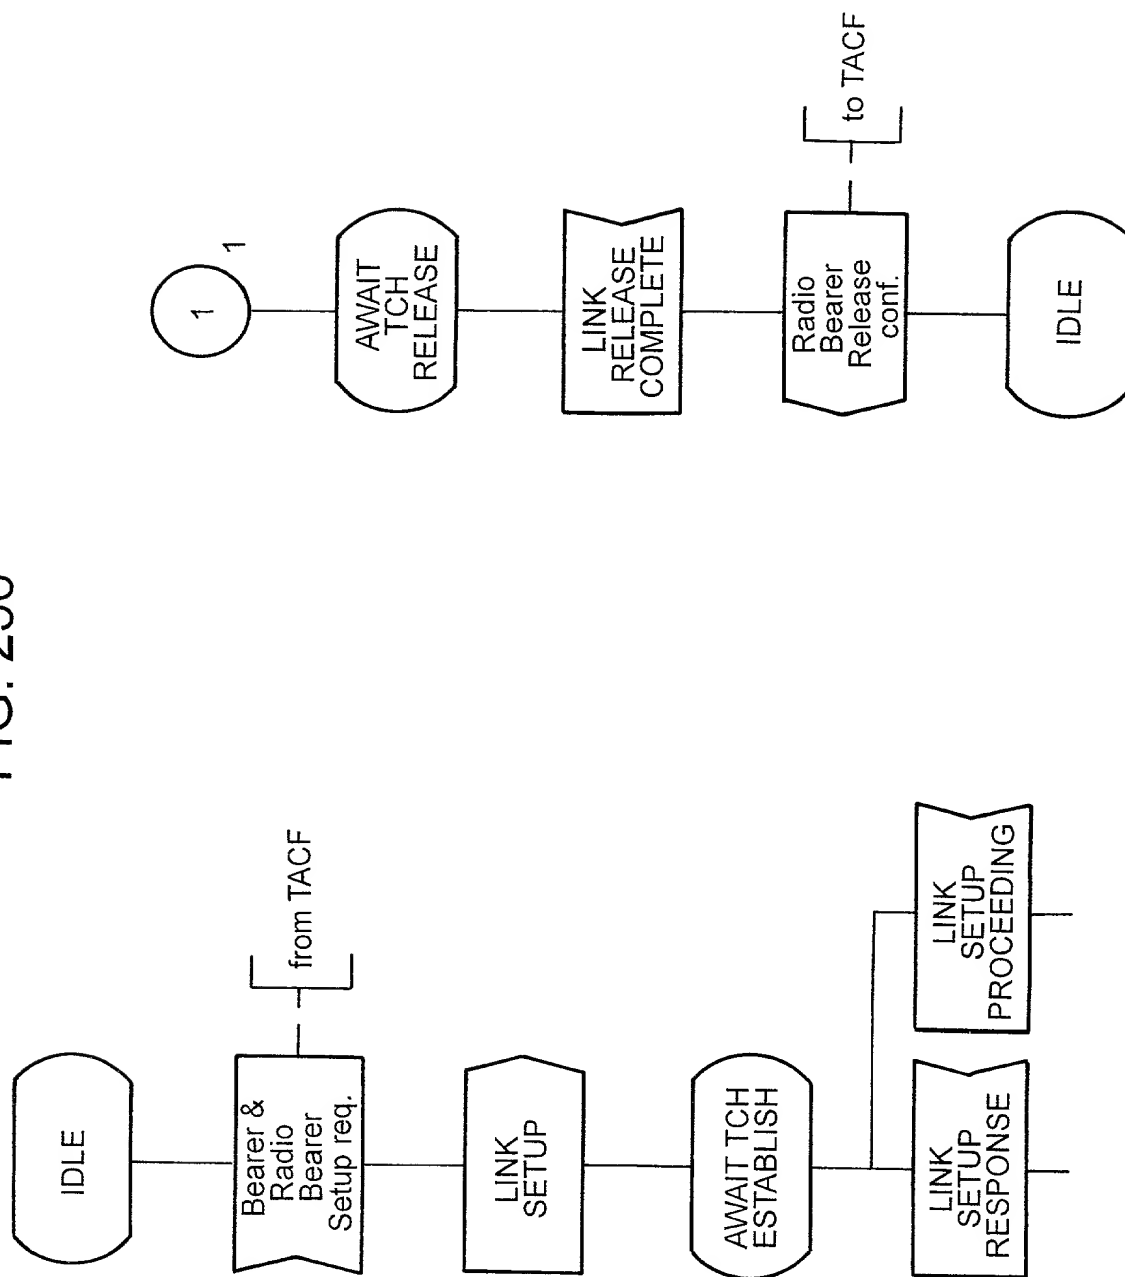 FIG.
IDLE
Bearer &
Radio
Bearer
Setup req.
from TACF
LINK
SETUP
AWAIT TCH
ESTABLISH
LINK
SETUP
RESPONSE
LINK
SETUP
PROCEEDING
1
1
AWAIT
TCH
RELEASE
LINK
RELEASE
COMPLETE
Radio
Bearer
Release
conf.
to TACF
IDLE